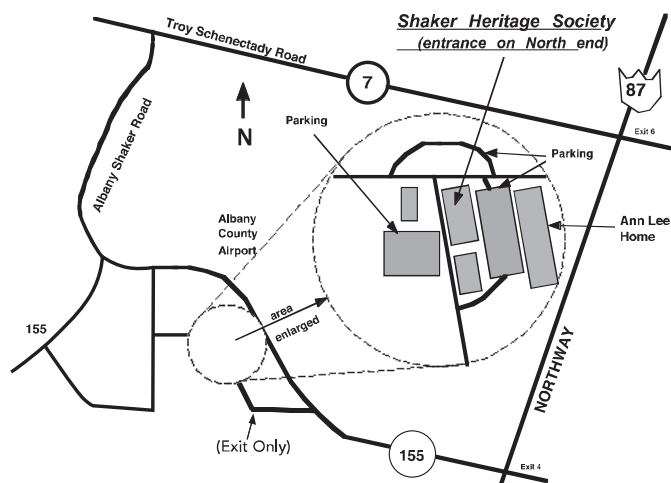 Shaker Heritage Society
(entrance on North end)
Troy Schenectady Road
7
87
N
Exit 6
Parking
Parking
Albany Shaker Road
Albany
County
Airport
Ann Lee
Home
area
enlarged
155
NORTHWAY
(Exit Only)
155
Exit 4